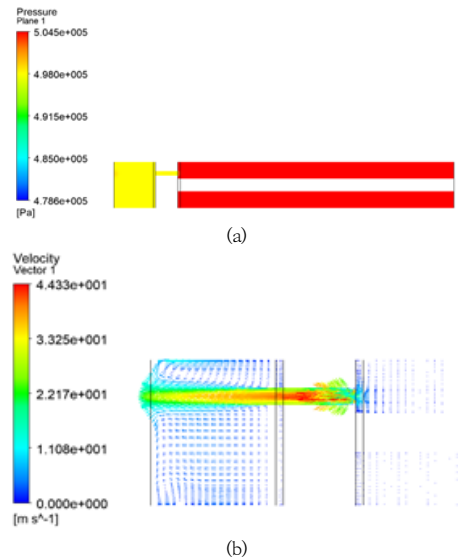 Pressure
Plane 1
5.045e+005
4.980e+005
4.915e+005
4.850e+005
4.786e+005
[Pa]
(a)
Velocity
Vector 1
4.433e+001
3.325e+001
2.217e+001
1.108e+001
0.000e+000
[m s^-1]
(b)